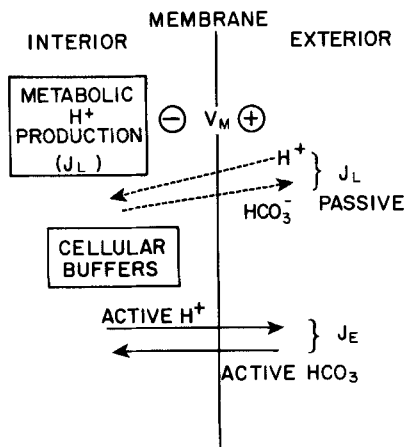 MEMBRANE
INTERIOR
EXTERIOR
METABOLIC
H+
PRODUCTION
(JL)
− VM +
H+
} JL
PASSIVE
HCO3−
CELLULAR
BUFFERS
ACTIVE H+
} JE
ACTIVE HCO3